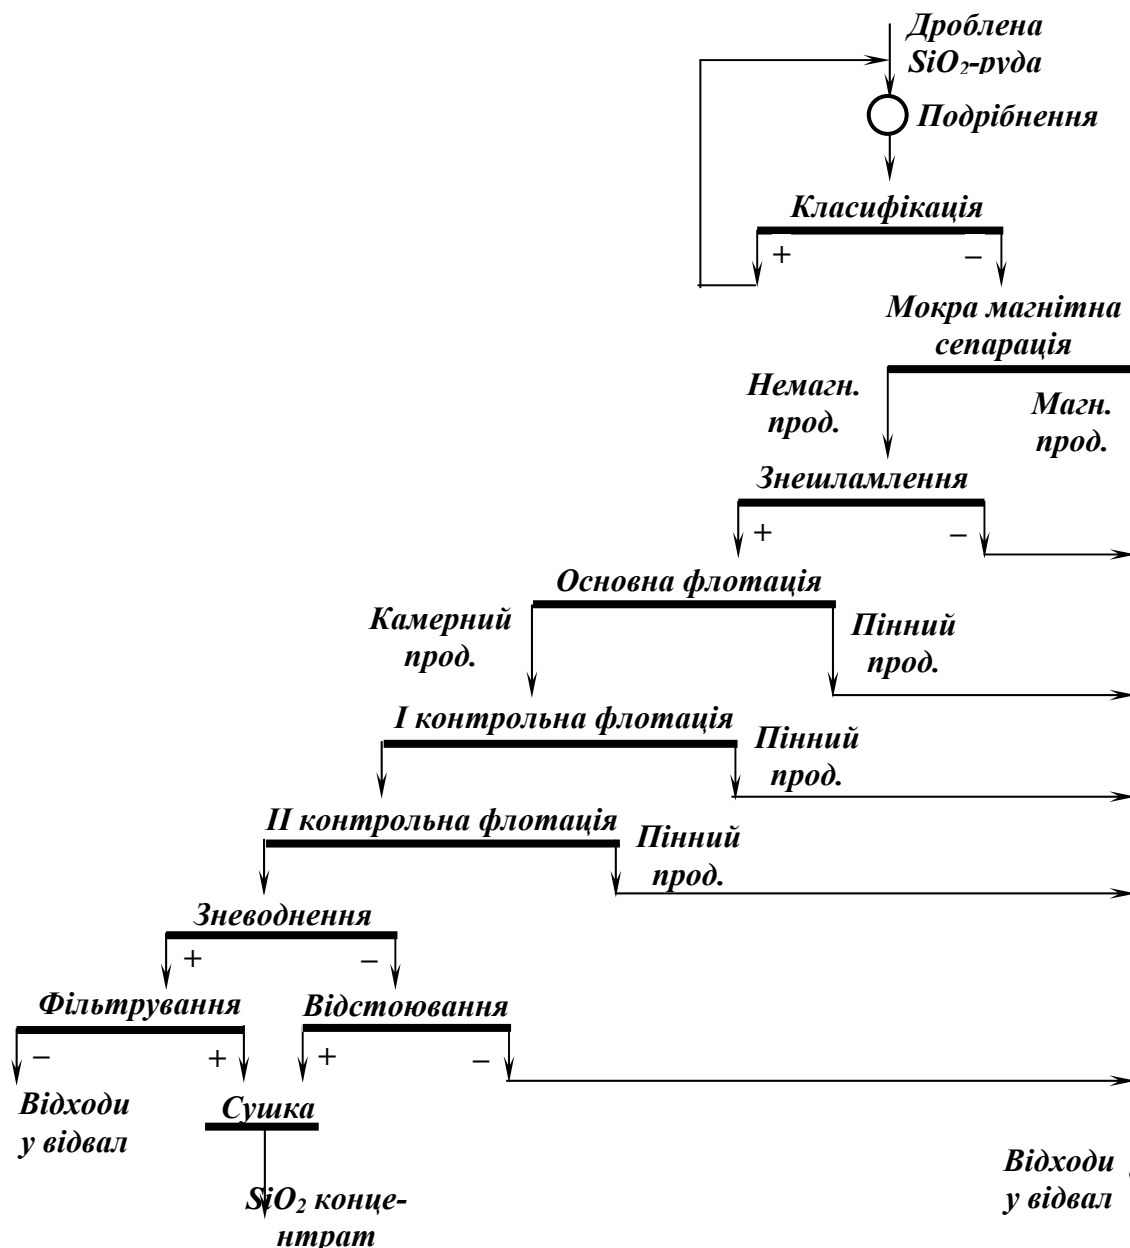 Дроблена
SiO₂-руда
Подрібнення
Класифікація
+
–
Мокра магнітна
сепарація
Немагн.
прод.
Магн.
прод.
Знешламлення
+
–
Основна флотація
Камерний
прод.
Пінний
прод.
І контрольна флотація
Пінний
прод.
ІІ контрольна флотація
Пінний
прод.
Зневоднення
+
–
Фільтрування
Відстоювання
–
+
+
–
Відходи
у відвал
Сушка
Відходи
у відвал
SiO₂ конце-
нтрат